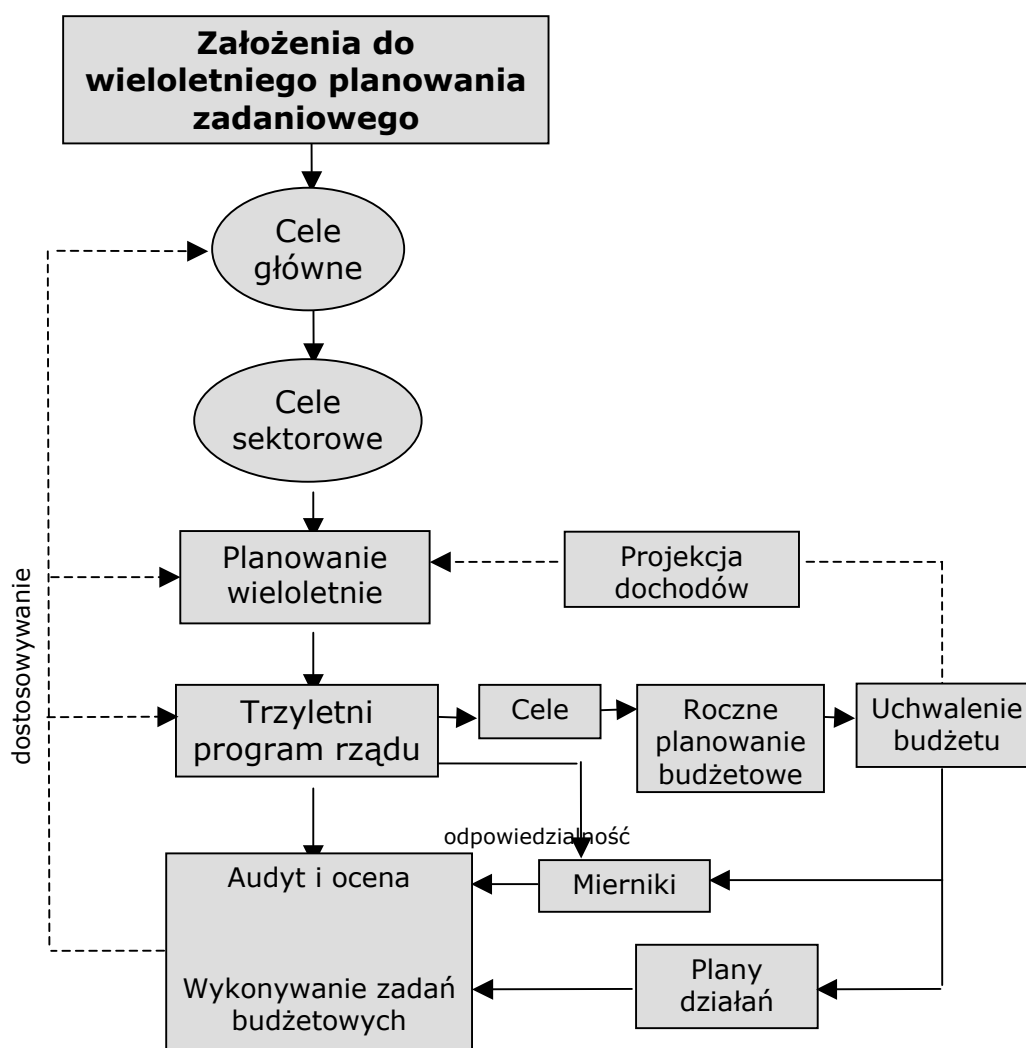 Założenia do
wieloletniego planowania
zadaniowego
Cele
główne
Cele
sektorowe
Planowanie
wieloletnie
Projekcja
dochodów
dostosowywanie
Trzyletni
program rządu
Cele
Roczne
planowanie
budżetowe
Uchwalenie
budżetu
odpowiedzialność
Audyt i ocena
Mierniki
Wykonywanie zadań
budżetowych
Plany
działań